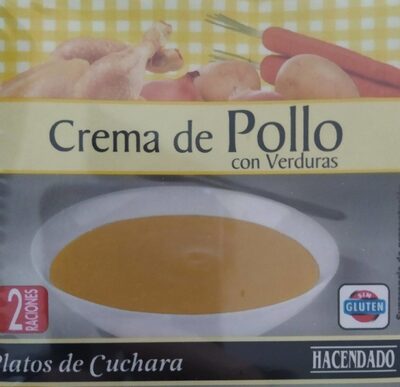 Crema de Pollo
con Verduras
2
RACIONES
SIN
GLUTEN
Platos de Cuchara
HACENDADO